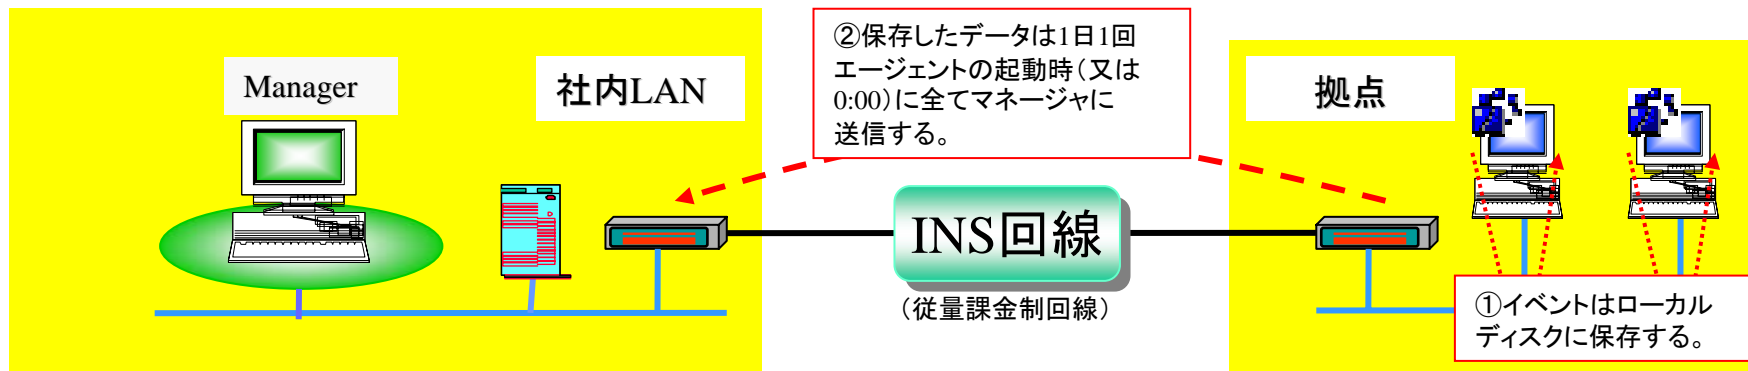 Manager
社内LAN
②保存したデータは1日1回
エージェントの起動時（又は
0:00）に全てマネージャに
送信する。
拠点
INS回線
（従量課金制回線）
①イベントはローカル
ディスクに保存する。